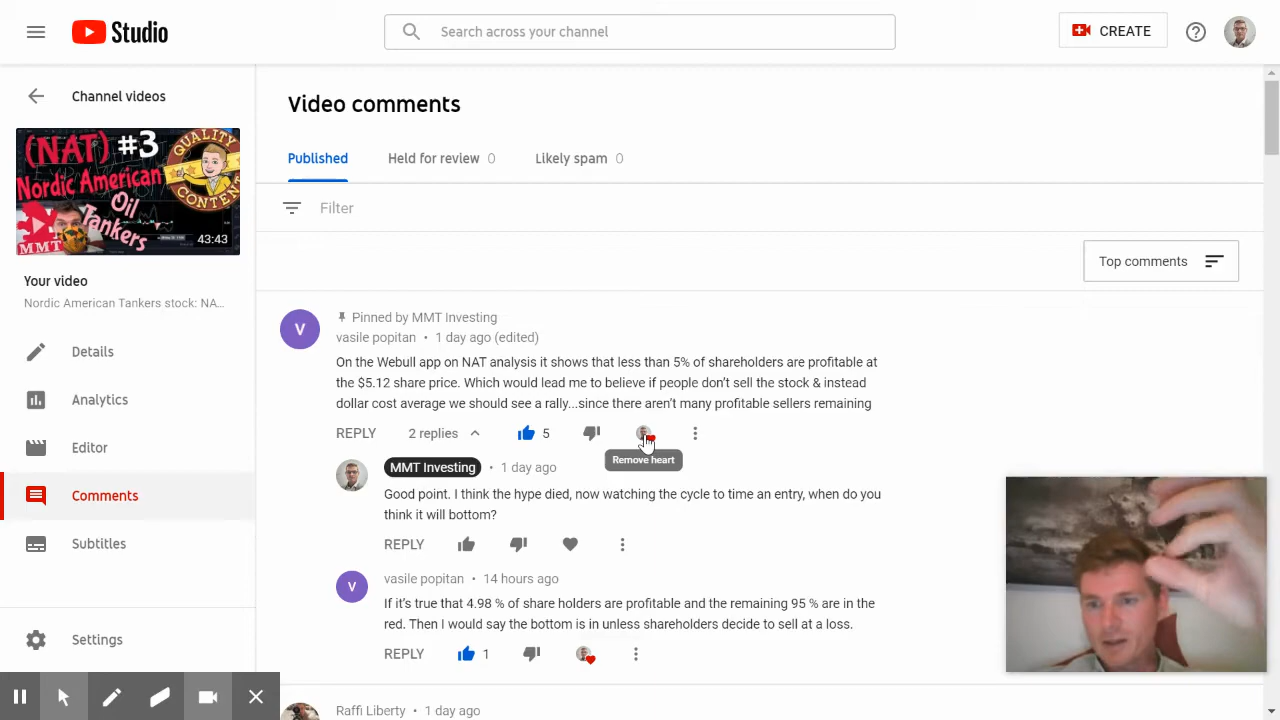 Studio
Search across your channel
CREATE
Channel videos
(NAT) #3
Nordic American
Oil
Tankers
QUALITY
CONTENT
MMT
43:43
Your video
Nordic American Tankers stock: NA...
Details
Analytics
Editor
Comments
Subtitles
Settings
Video comments
Published
Held for review 0
Likely spam 0
Filter
Top comments
V
Pinned by MMT Investing
vasile popitan • 1 day ago (edited)
On the Webull app on NAT analysis it shows that less than 5% of shareholders are profitable at
the $5.12 share price. Which would lead me to believe if people don't sell the stock & instead
dollar cost average we should see a rally...since there aren't many profitable sellers remaining
REPLY 2 replies 5
Remove heart
MMT Investing • 1 day ago
Good point. I think the hype died, now watching the cycle to time an entry, when do you
think it will bottom?
REPLY
V
vasile popitan • 14 hours ago
If it's true that 4.98 % of share holders are profitable and the remaining 95 % are in the
red. Then I would say the bottom is in unless shareholders decide to sell at a loss.
REPLY 1
Raffi Liberty • 1 day ago